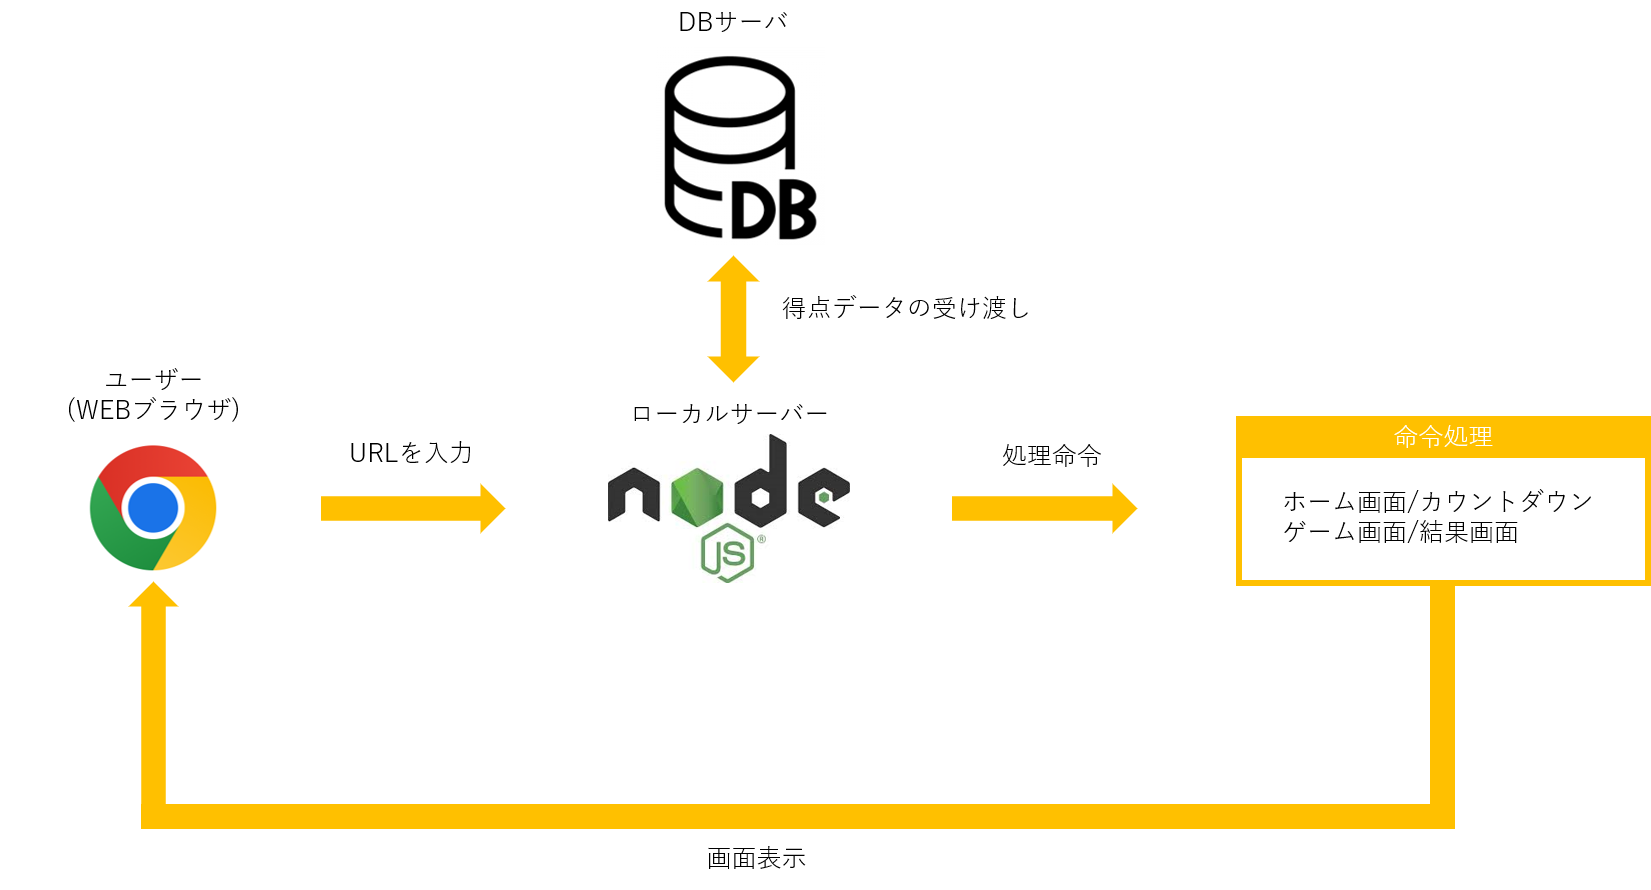 DBサーバ
DB
得点データの受け渡し
ユーザー
(WEBブラウザ)
URLを入力
ローカルサーバー
node
JS®
処理命令
命令処理
ホーム画面/カウントダウン
ゲーム画面/結果画面
画面表示